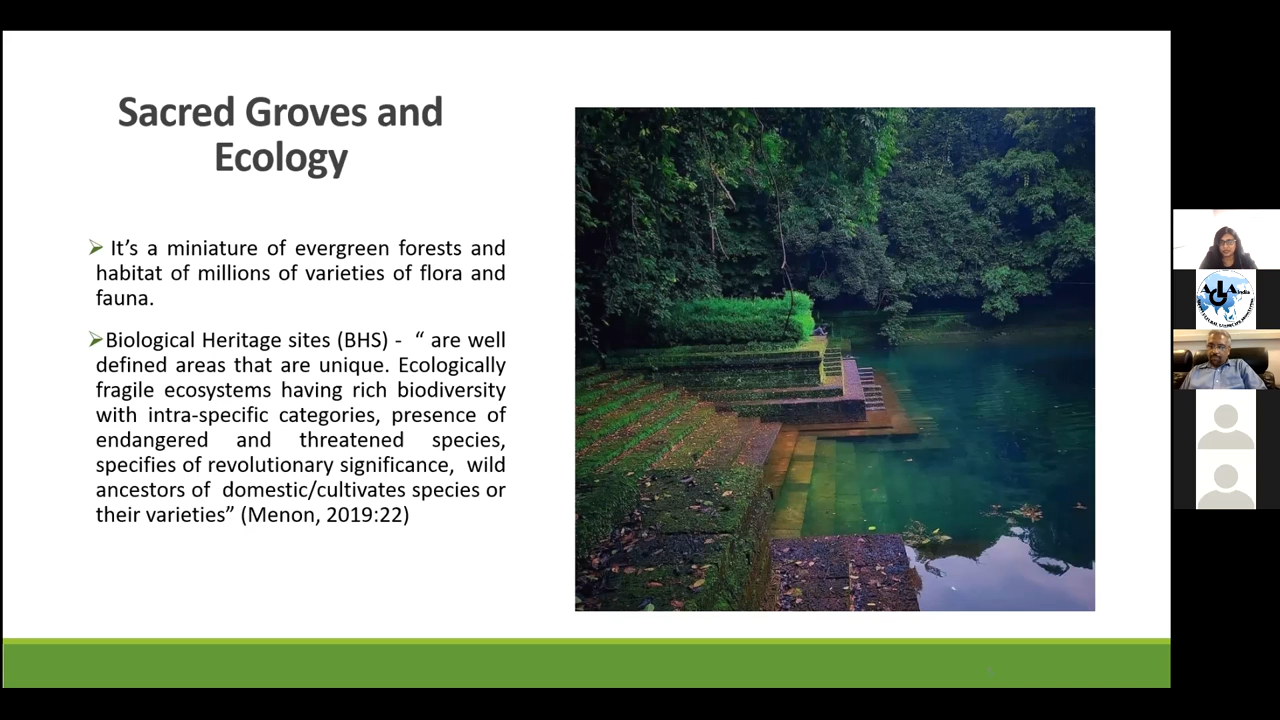 Sacred Groves and
Ecology
➢ It’s a miniature of evergreen forests and
habitat of millions of varieties of flora and
fauna.
➢Biological Heritage sites (BHS) - “ are well
defined areas that are unique. Ecologically
fragile ecosystems having rich biodiversity
with intra-specific categories, presence of
endangered and threatened species,
specifies of revolutionary significance, wild
ancestors of domestic/cultivates species or
their varieties” (Menon, 2019:22)
India